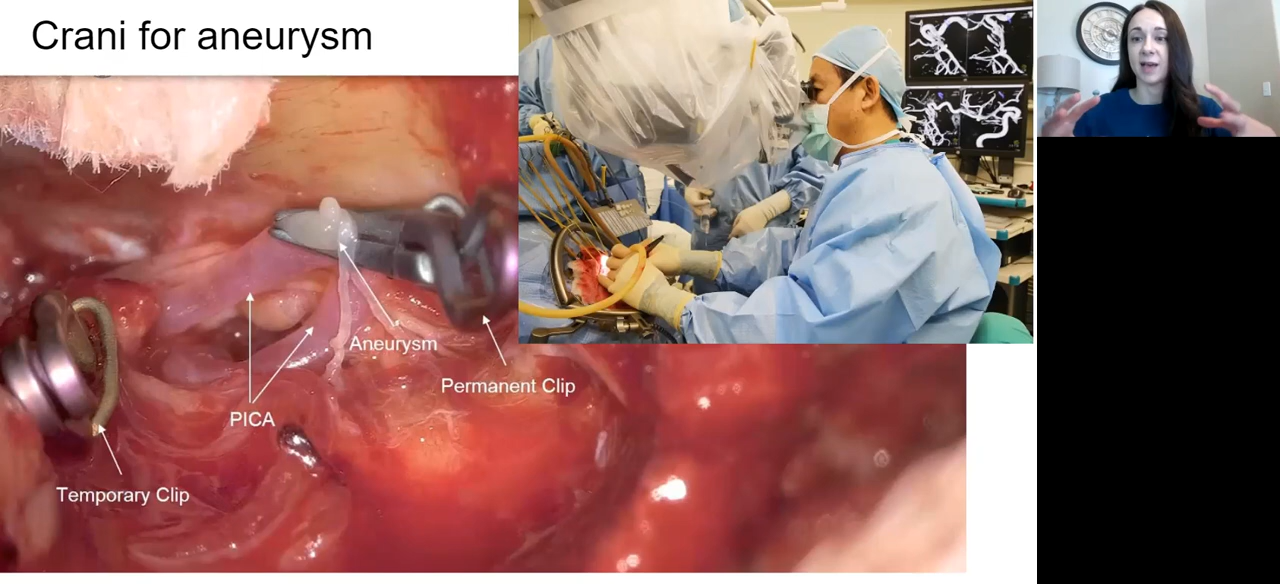 Crani for aneurysm
Aneurysm
Permanent Clip
PICA
Temporary Clip